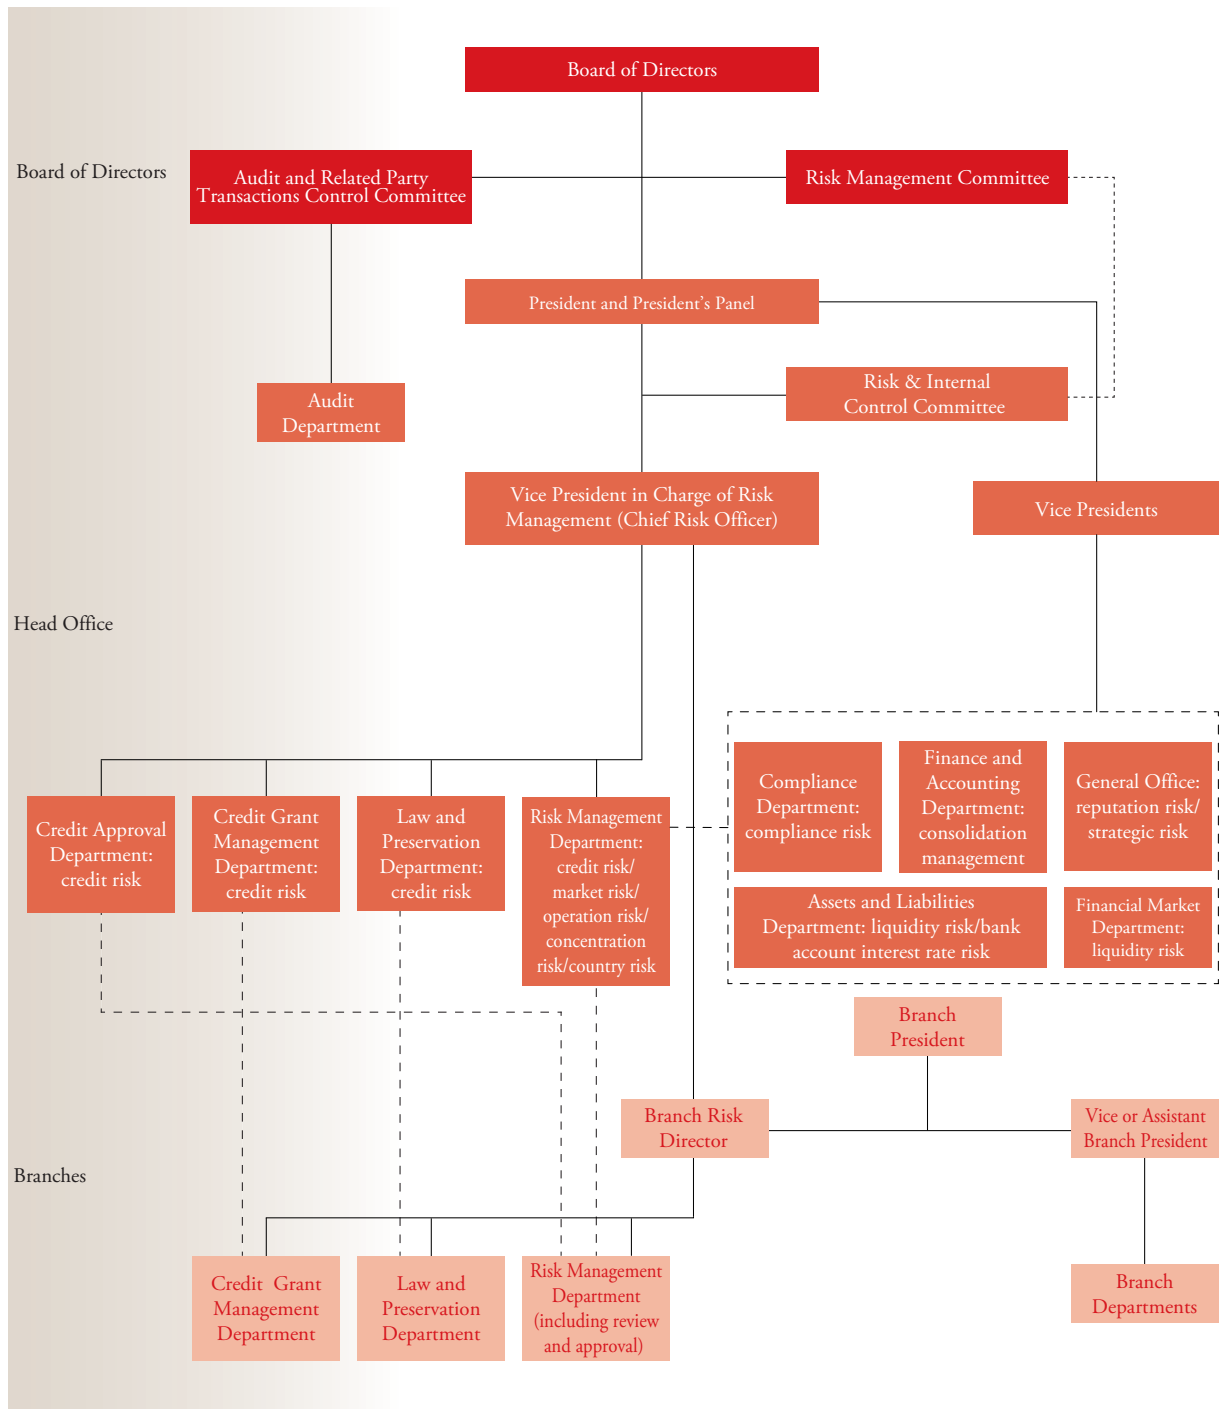 Board of Directors
Board of Directors
Audit and Related Party
Transactions Control Committee
Risk Management Committee
President and President’s Panel
Audit
Department
Risk & Internal
Control Committee
Vice President in Charge of Risk
Management (Chief Risk Officer)
Vice Presidents
Head Office
Credit Approval
Department:
credit risk
Credit Grant
Management
Department:
credit risk
Law and
Preservation
Department:
credit risk
Risk Management
Department:
credit risk/
market risk/
operation risk/
concentration
risk/country risk
Compliance
Department:
compliance risk
Finance and
Accounting
Department:
consolidation
management
General Office:
reputation risk/
strategic risk
Assets and Liabilities
Department: liquidity risk/bank
account interest rate risk
Financial Market
Department:
liquidity risk
Branch
President
Branch Risk
Director
Vice or Assistant
Branch President
Branches
Credit Grant
Management
Department
Law and
Preservation
Department
Risk Management
Department
(including review
and approval)
Branch
Departments